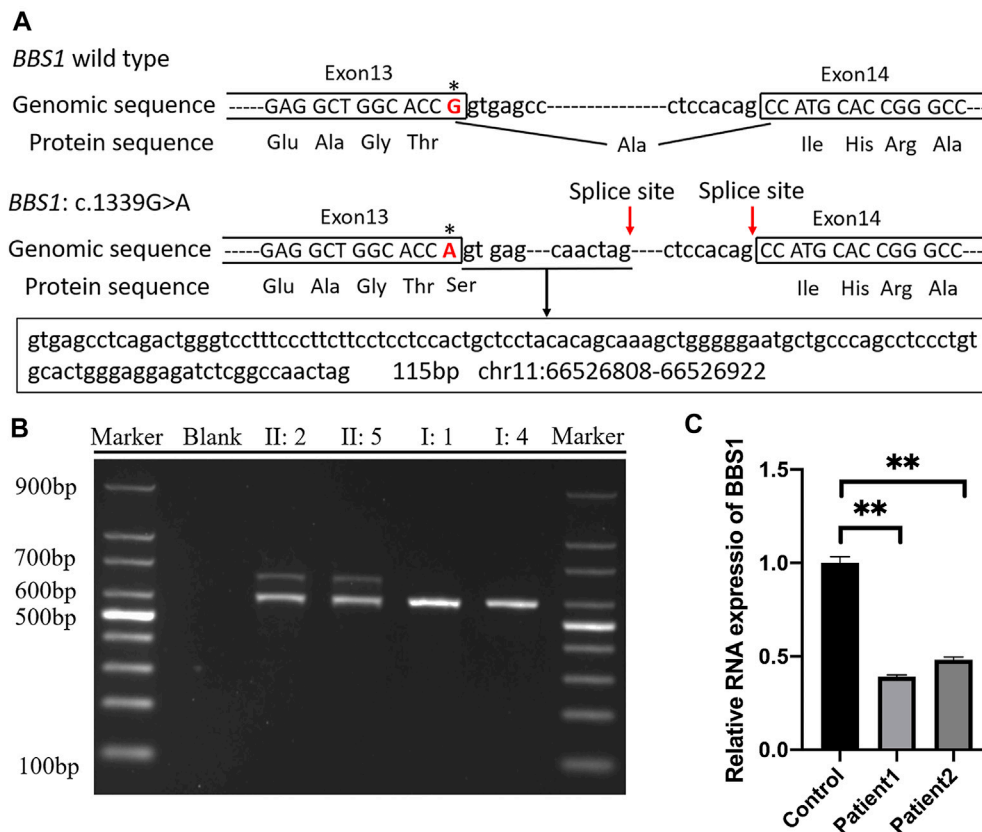 A
BBS1 wild type
Exon13
Exon14
*
Genomic sequence -----GAG GCT GGC ACC G gtgagcc---------------ctccacag CC ATG CAC CGG GCC---
Protein sequence Glu Ala Gly Thr Ala Ile His Arg Ala
BBS1: c.1339G>A
Splice site Splice site
Exon13
Exon14
*
Genomic sequence -----GAG GCT GGC ACC A gt gag---caactag----ctccacag CC ATG CAC CGG GCC---
Protein sequence Glu Ala Gly Thr Ser Ile His Arg Ala
gtgagcctcagactgggtcctttcccttcttcctcctccactgctcctacacagcaaagctgggggaatgctgcccagcctccctgt
gcactgggaggagatctcggccaactag 115bp chr11:66526808-66526922
B
Marker Blank II: 2 II: 5 I: 1 I: 4 Marker
900bp
700bp
600bp
500bp
100bp
C
Relative RNA expressio of BBS1
1.5
1.0
0.5
0.0
**
**
Control
Patient1
Patient2